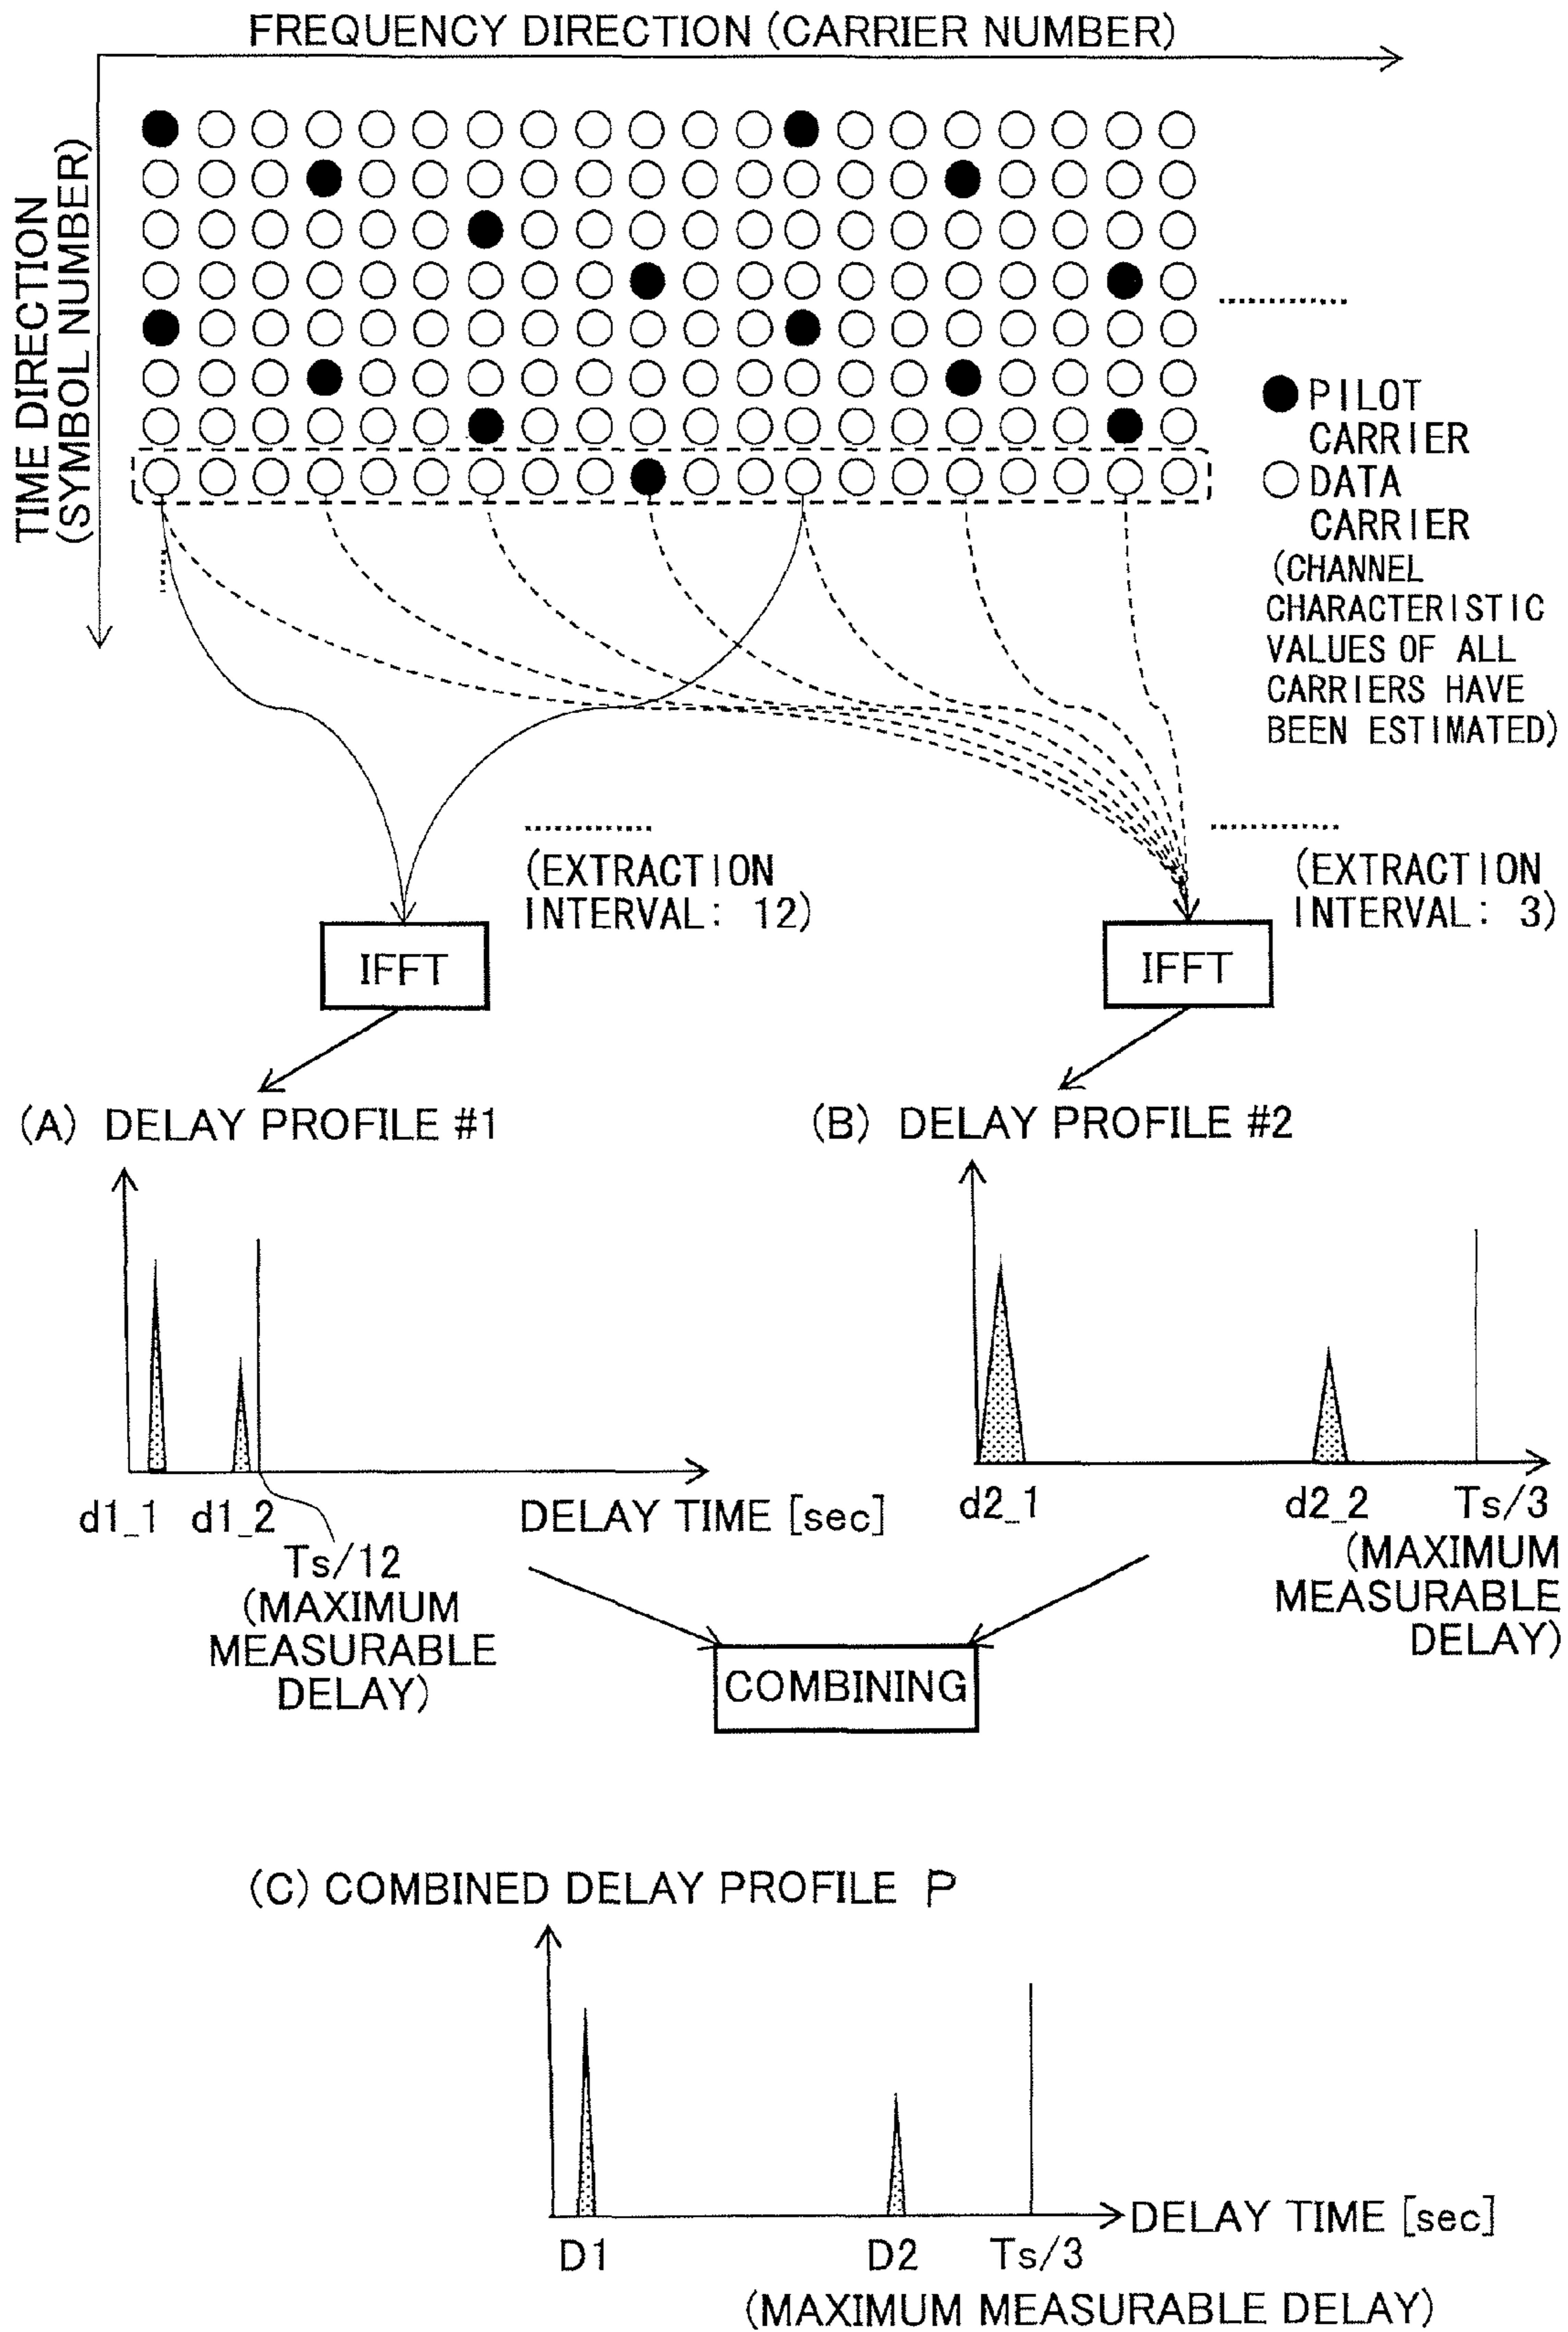 FREQUENCY DIRECTION (CARRIER NUMBER)
TIME DIRECTION
(SYMBOL NUMBER)
PILOT
CARRIER
DATA
CARRIER
(CHANNEL
CHARACTERISTIC
VALUES OF ALL
CARRIERS HAVE
BEEN ESTIMATED)
(EXTRACTION
INTERVAL: 12)
(EXTRACTION
INTERVAL: 3)
IFFT
IFFT
(A) DELAY PROFILE #1
(B) DELAY PROFILE #2
d1_1 d1_2
DELAY TIME [sec]
Ts/12
(MAXIMUM
MEASURABLE
DELAY)
d2_1
d2_2
Ts/3
(MAXIMUM
MEASURABLE
DELAY)
COMBINING
(C) COMBINED DELAY PROFILE P
DELAY TIME [sec]
D1
D2
Ts/3
(MAXIMUM MEASURABLE DELAY)